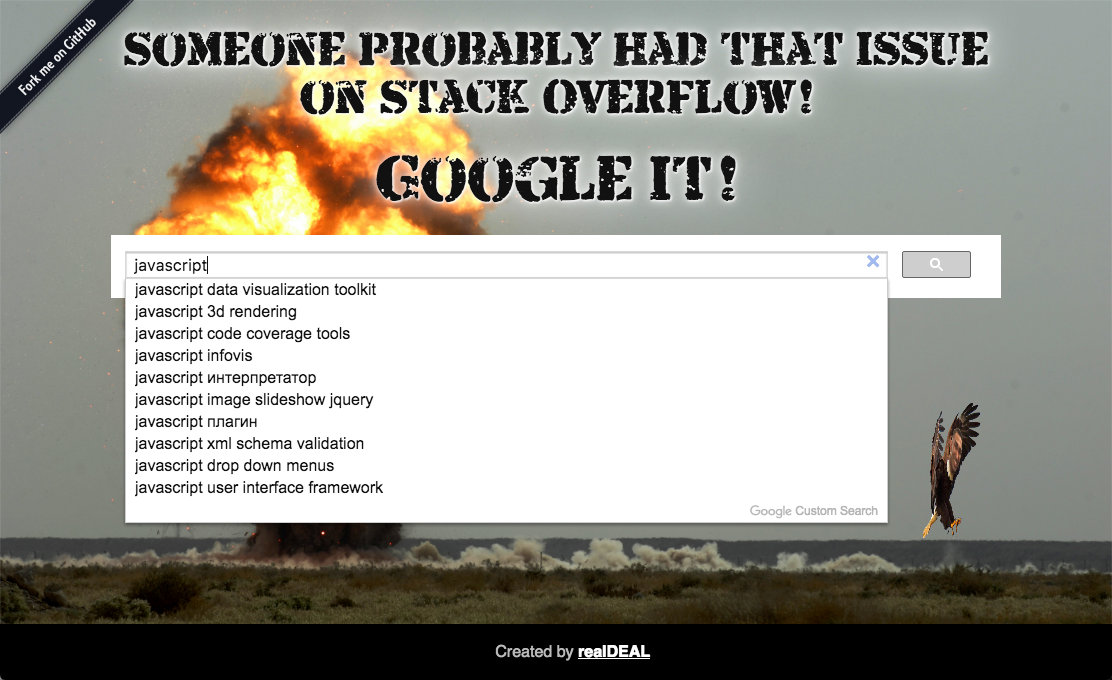 Fork me on GitHub
SOMEONE PROBABLY HAD THAT ISSUE
ON STACK OVERFLOW!
GOOGLE IT!
javascript
javascript data visualization toolkit
javascript 3d rendering
javascript code coverage tools
javascript infovis
javascript интерпретатор
javascript image slideshow jquery
javascript плагин
javascript xml schema validation
javascript drop down menus
javascript user interface framework
Google Custom Search
Created by realDEAL